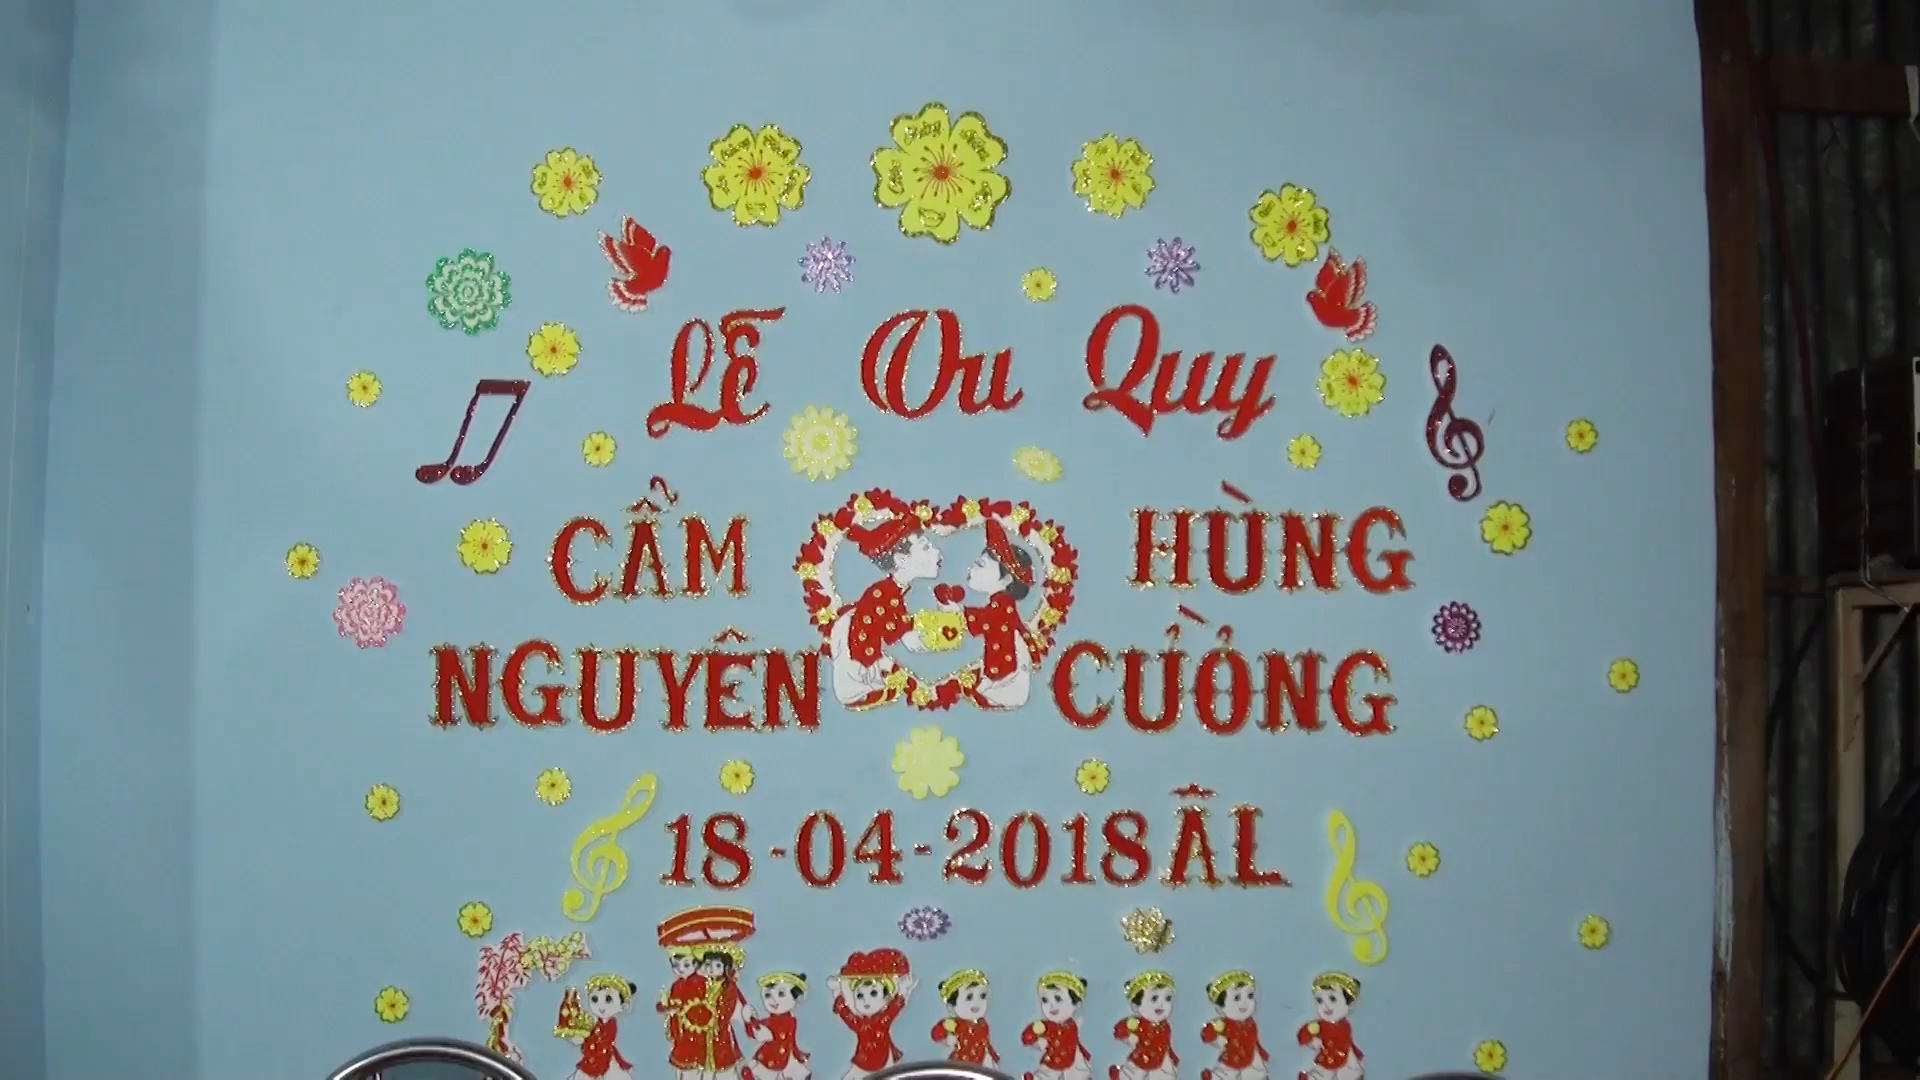 Lễ Vu Quy
CẨM HÙNG
NGUYÊN CƯỜNG
18-04-2018 ÂL